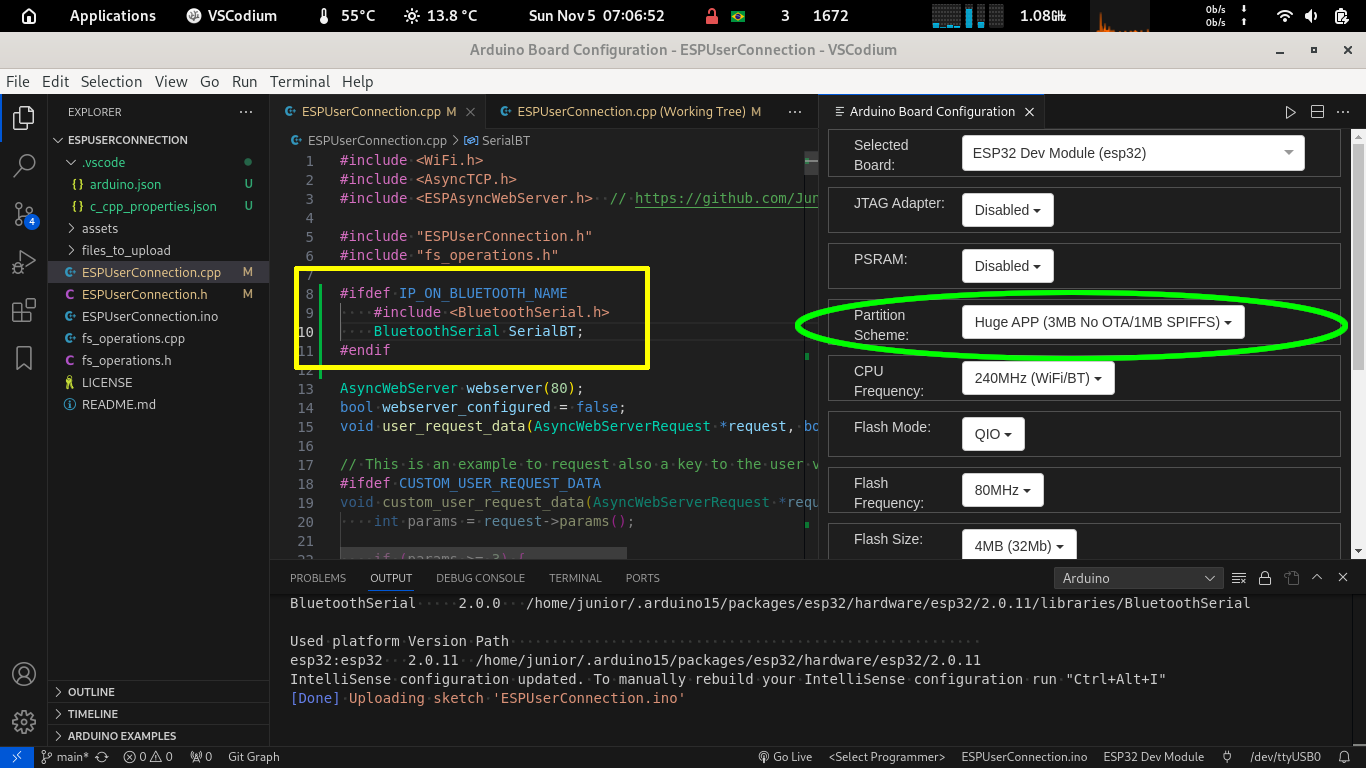 Applications VSCodium 55°C 13.8 °C Sun Nov 5 07:06:52 3 1672 1.08GHz 0b/s 0b/s
Arduino Board Configuration - ESPUserConnection - VSCodium
File Edit Selection View Go Run Terminal Help
EXPLORER
ESPUSERCONNECTION
.vscode
arduino.json U
c_cpp_properties.json U
assets
files_to_upload
ESPUserConnection.cpp M
ESPUserConnection.h M
ESPUserConnection.ino
fs_operations.cpp
fs_operations.h
LICENSE
README.md
OUTLINE
TIMELINE
ARDUINO EXAMPLES
4
ESPUserConnection.cpp M ESPUserConnection.cpp (Working Tree) M
ESPUserConnection.cpp > SerialBT
1 #include <WiFi.h>
2 #include <AsyncTCP.h>
3 #include <ESPAsyncWebServer.h> // https://github.com/Jun
4
5 #include "ESPUserConnection.h"
6 #include "fs_operations.h"
7
8 #ifdef IP_ON_BLUETOOTH_NAME
9 #include <BluetoothSerial.h>
10 BluetoothSerial SerialBT;
11 #endif
12
13 AsyncWebServer webserver(80);
14 bool webserver_configured = false;
15 void user_request_data(AsyncWebServerRequest *request, bo
16
17 // This is an example to request also a key to the user v
18 #ifdef CUSTOM_USER_REQUEST_DATA
19 void custom_user_request_data(AsyncWebServerRequest *requ
20 int params = request->params();
21
22 if (params >= 3) {
Arduino Board Configuration
Selected Board: ESP32 Dev Module (esp32)
JTAG Adapter: Disabled
PSRAM: Disabled
Partition Scheme: Huge APP (3MB No OTA/1MB SPIFFS)
CPU Frequency: 240MHz (WiFi/BT)
Flash Mode: QIO
Flash Frequency: 80MHz
Flash Size: 4MB (32Mb)
PROBLEMS OUTPUT DEBUG CONSOLE TERMINAL PORTS Arduino
BluetoothSerial 2.0.0 /home/junior/.arduino15/packages/esp32/hardware/esp32/2.0.11/libraries/BluetoothSerial
Used platform Version Path
esp32:esp32 2.0.11 /home/junior/.arduino15/packages/esp32/hardware/esp32/2.0.11
IntelliSense configuration updated. To manually rebuild your IntelliSense configuration run "Ctrl+Alt+I"
[Done] Uploading sketch 'ESPUserConnection.ino'
main* 0 0 0 Git Graph Go Live <Select Programmer> ESPUserConnection.ino ESP32 Dev Module /dev/ttyUSB0